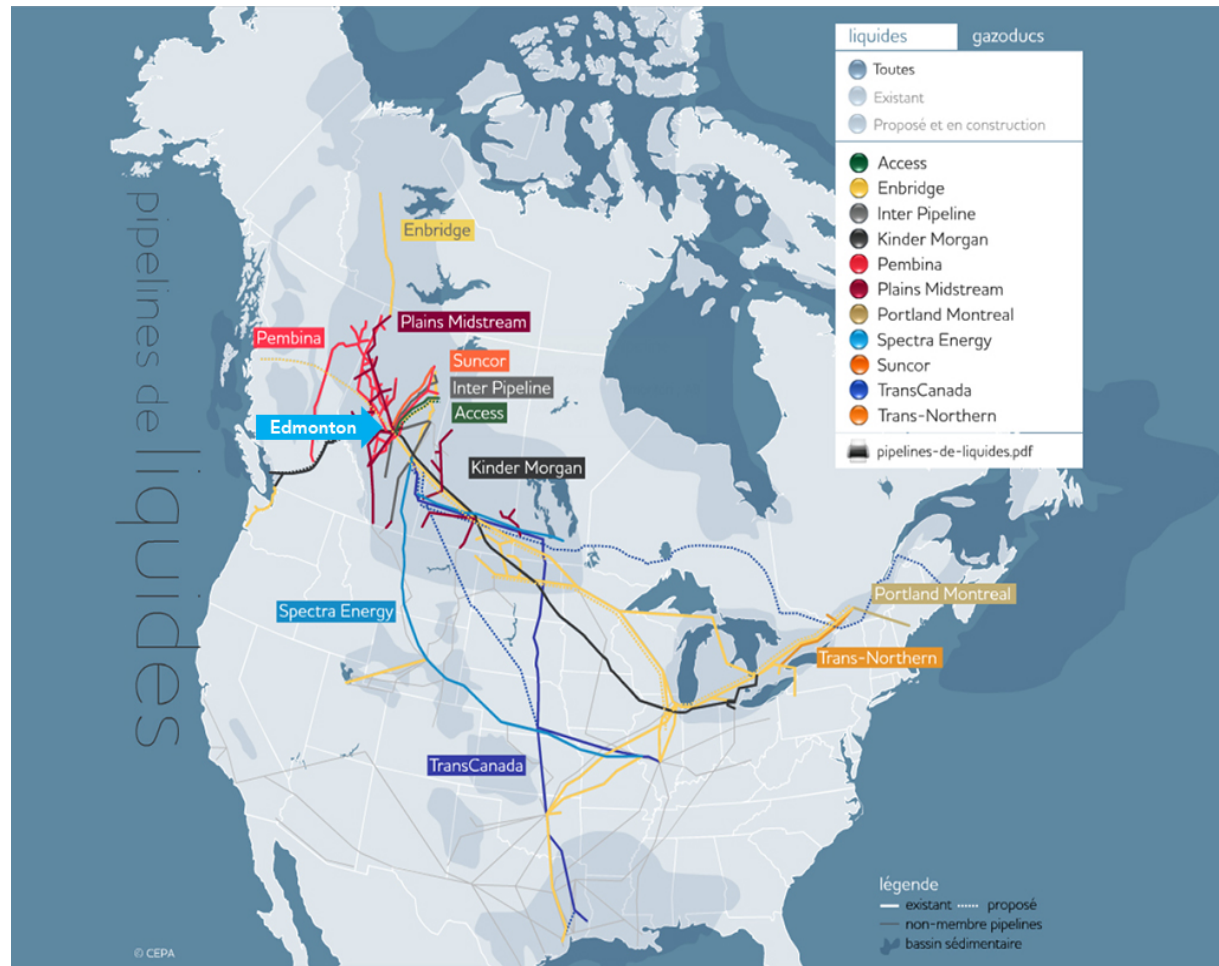 pipelines de liquides
liquides
gazoducs
Toutes
Existant
Proposé et en construction
Access
Enbridge
Inter Pipeline
Kinder Morgan
Pembina
Plains Midstream
Portland Montreal
Spectra Energy
Suncor
TransCanada
Trans-Northern
pipelines-de-liquides.pdf
Enbridge
Plains Midstream
Pembina
Suncor
Inter Pipeline
Access
Edmonton
Kinder Morgan
Portland Montreal
Spectra Energy
Trans-Northern
TransCanada
légende
existant
proposé
non-membre pipelines
bassin sédimentaire
© CEPA